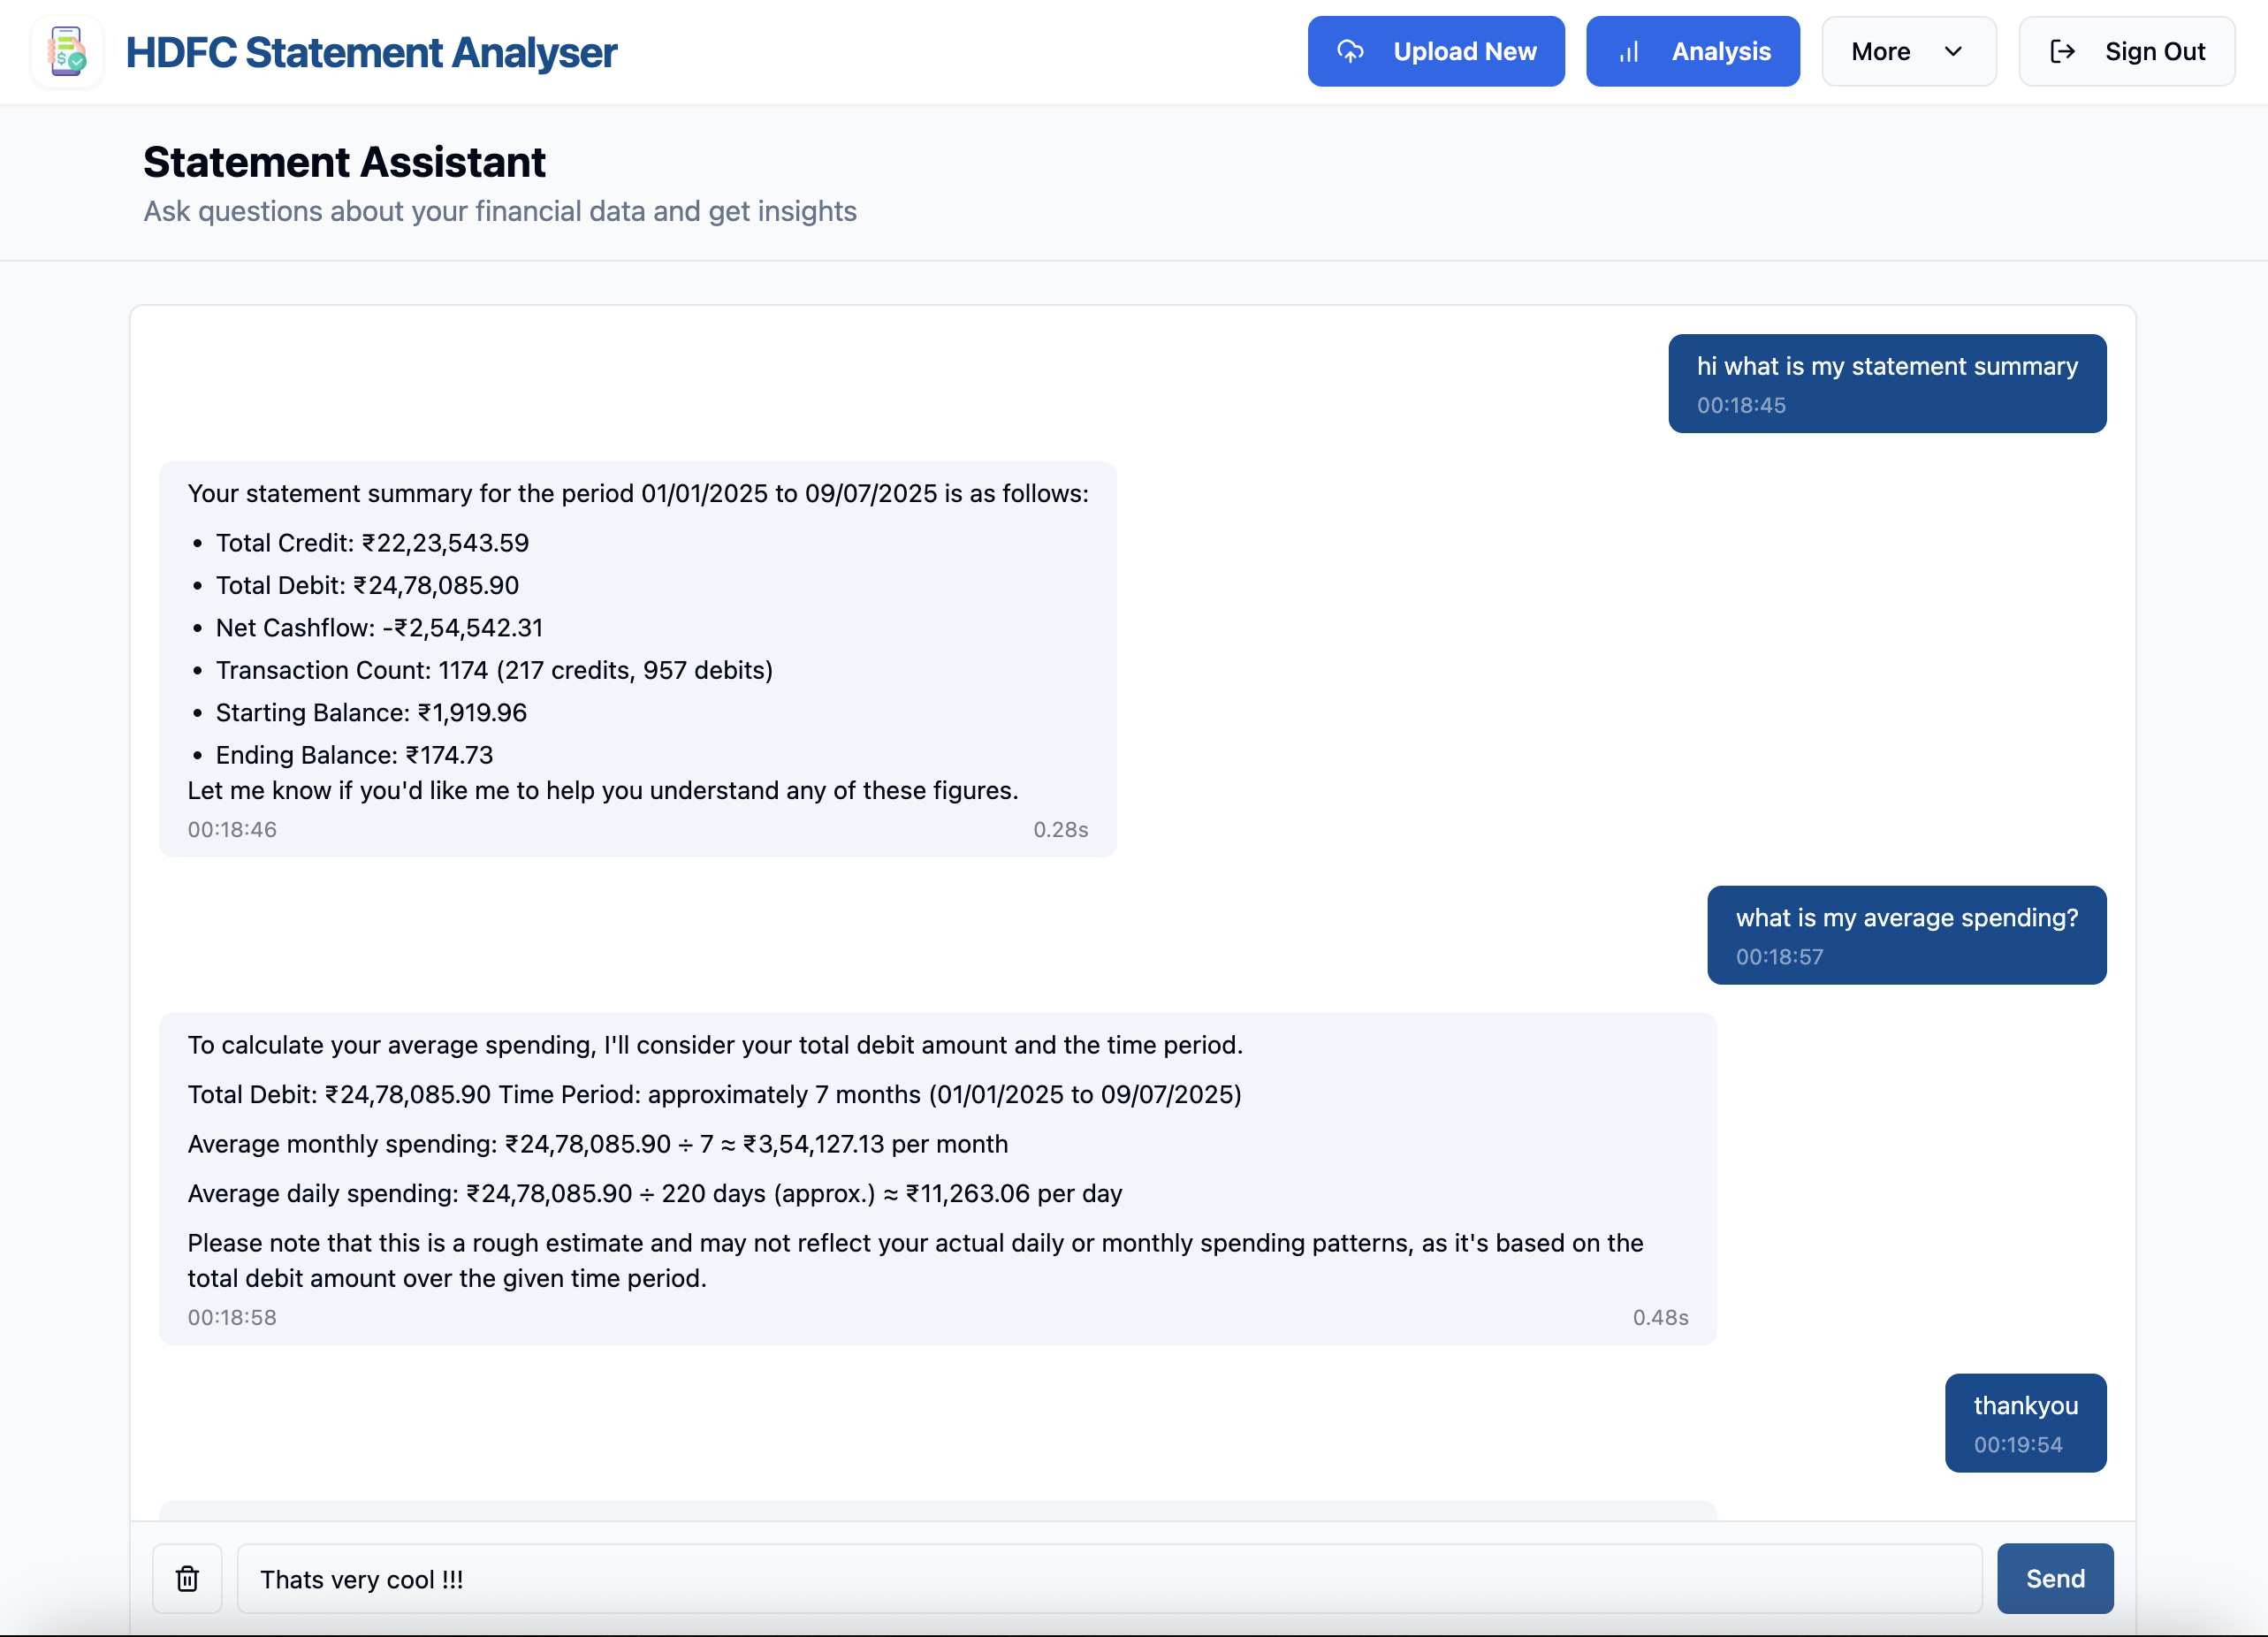 HDFC Statement Analyser
Upload New
Analysis
More
Sign Out
Statement Assistant
Ask questions about your financial data and get insights
hi what is my statement summary
00:18:45
Your statement summary for the period 01/01/2025 to 09/07/2025 is as follows:
• Total Credit: ₹22,23,543.59
• Total Debit: ₹24,78,085.90
• Net Cashflow: -₹2,54,542.31
• Transaction Count: 1174 (217 credits, 957 debits)
• Starting Balance: ₹1,919.96
• Ending Balance: ₹174.73
Let me know if you'd like me to help you understand any of these figures.
00:18:46 0.28s
what is my average spending?
00:18:57
To calculate your average spending, I'll consider your total debit amount and the time period.
Total Debit: ₹24,78,085.90 Time Period: approximately 7 months (01/01/2025 to 09/07/2025)
Average monthly spending: ₹24,78,085.90 ÷ 7 ≈ ₹3,54,127.13 per month
Average daily spending: ₹24,78,085.90 ÷ 220 days (approx.) ≈ ₹11,263.06 per day
Please note that this is a rough estimate and may not reflect your actual daily or monthly spending patterns, as it's based on the
total debit amount over the given time period.
00:18:58 0.48s
thankyou
00:19:54
Thats very cool !!!
Send